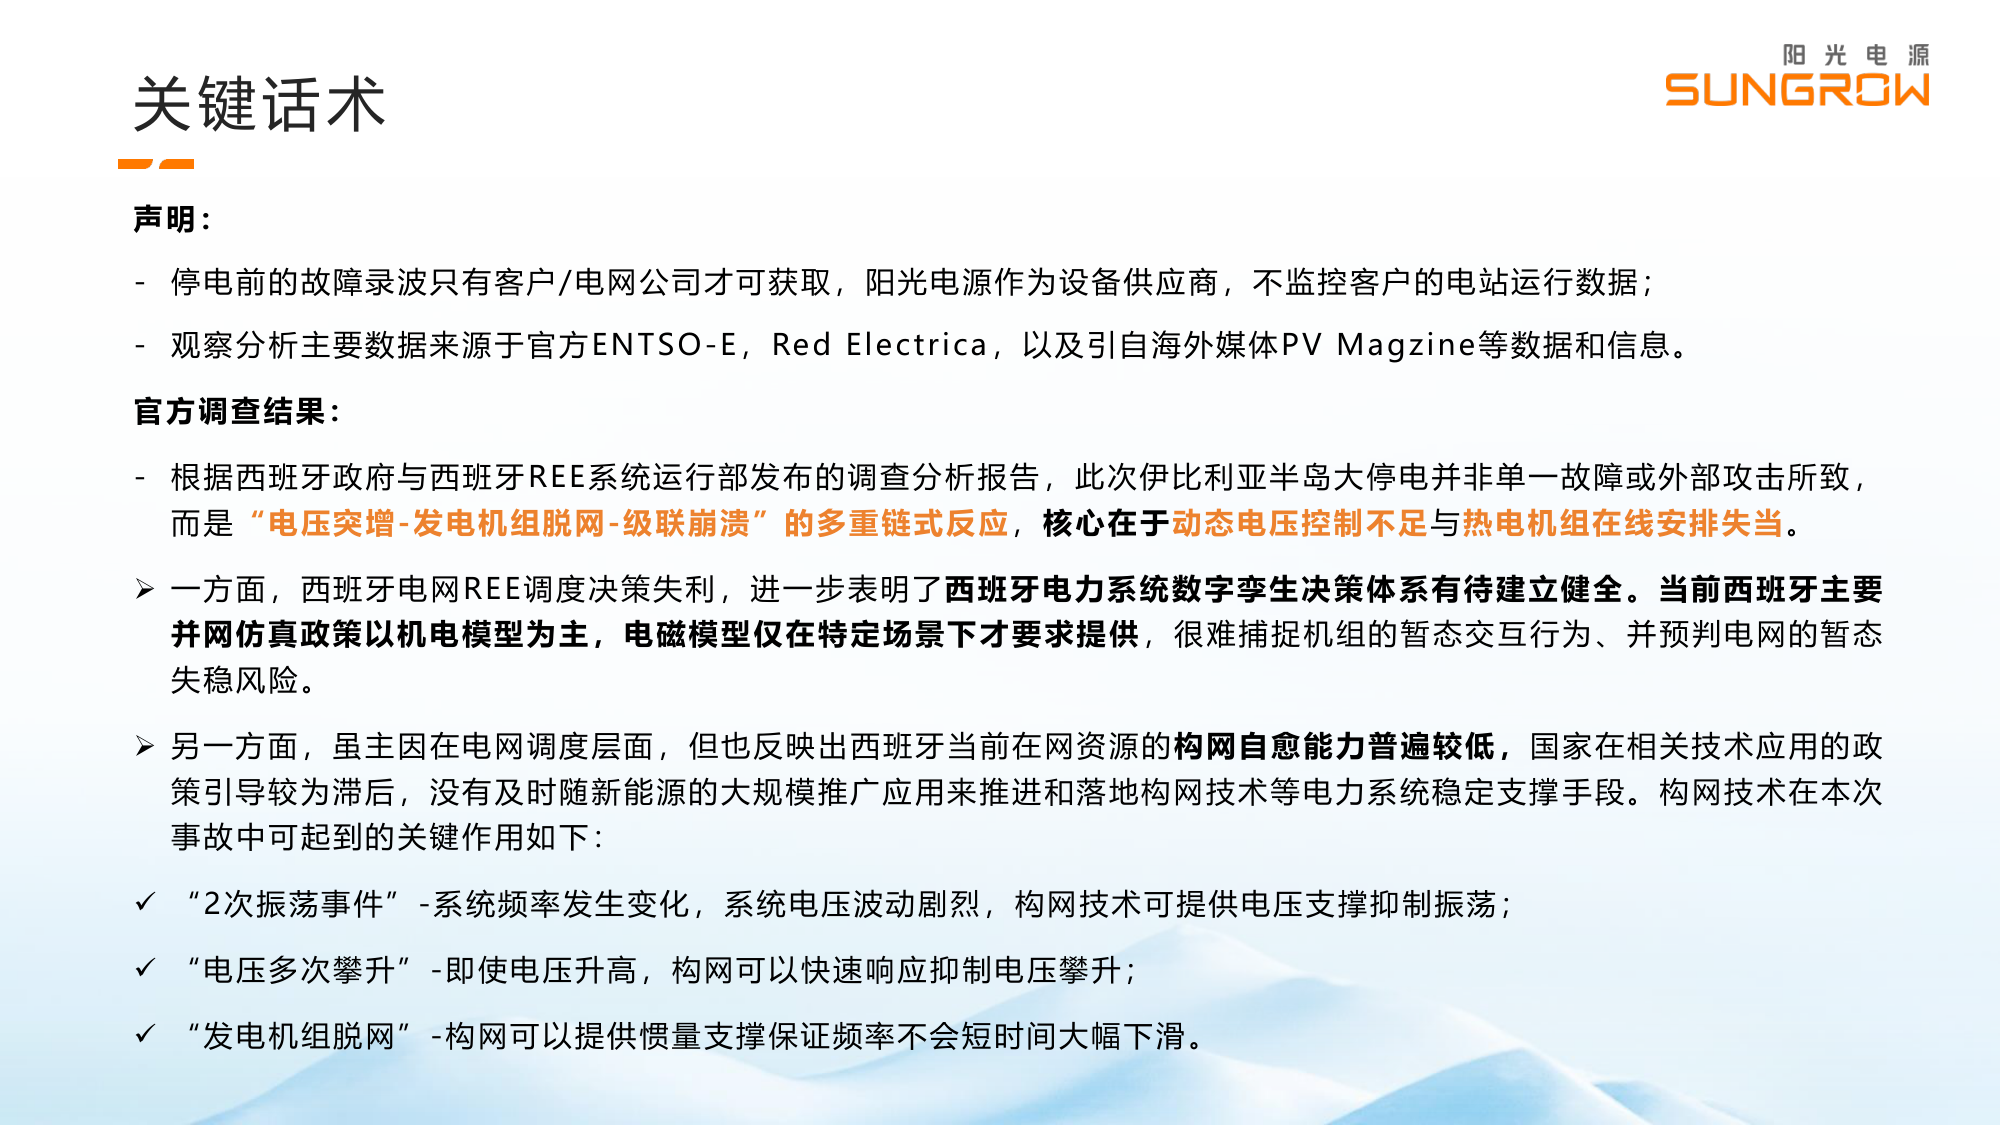 阳光电源
SUNGROW
关键话术
声明：
- 停电前的故障录波只有客户/电网公司才可获取，阳光电源作为设备供应商，不监控客户的电站运行数据；
- 观察分析主要数据来源于官方ENTSO-E，Red Electrica，以及引自海外媒体PV Magzine等数据和信息。
官方调查结果：
- 根据西班牙政府与西班牙REE系统运行部发布的调查分析报告，此次伊比利亚半岛大停电并非单一故障或外部攻击所致，
而是“电压突增-发电机组脱网-级联崩溃”的多重链式反应，核心在于动态电压控制不足与热电机组在线安排失当。
➢ 一方面，西班牙电网REE调度决策失利，进一步表明了西班牙电力系统数字孪生决策体系有待建立健全。当前西班牙主要
并网仿真政策以机电模型为主，电磁模型仅在特定场景下才要求提供，很难捕捉机组的暂态交互行为、并预判电网的暂态
失稳风险。
➢ 另一方面，虽主因在电网调度层面，但也反映出西班牙当前在网资源的构网自愈能力普遍较低，国家在相关技术应用的政
策引导较为滞后，没有及时随新能源的大规模推广应用来推进和落地构网技术等电力系统稳定支撑手段。构网技术在本次
事故中可起到的关键作用如下：
✓ “2次振荡事件”-系统频率发生变化，系统电压波动剧烈，构网技术可提供电压支撑抑制振荡；
✓ “电压多次攀升”-即使电压升高，构网可以快速响应抑制电压攀升；
✓ “发电机组脱网”-构网可以提供惯量支撑保证频率不会短时间大幅下滑。